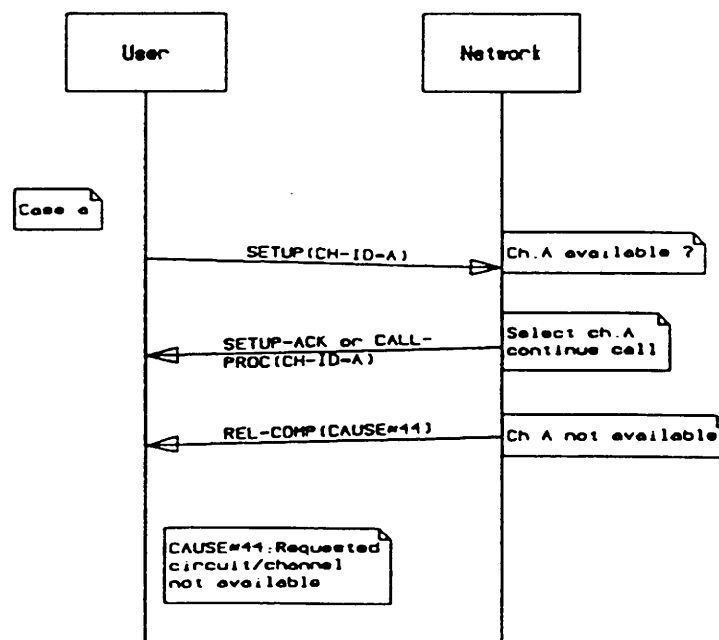 User
Network
Case a
SETUP(CH-ID-A)
Ch.A available ?
SETUP-ACK or CALL-
PROC(CH-ID-A)
Select ch.A
continue call
REL-COMP(CAUSE#44)
Ch A not available
CAUSE#44:Requested
circuit/channel
not available